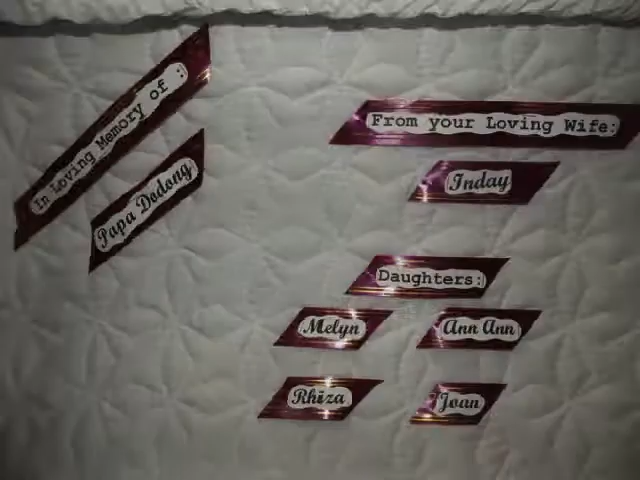 In Loving Memory of :
Papa Dodong
From your Loving Wife:
Inday
Daughters:
Melyn
Ann Ann
Rhiza
Joan